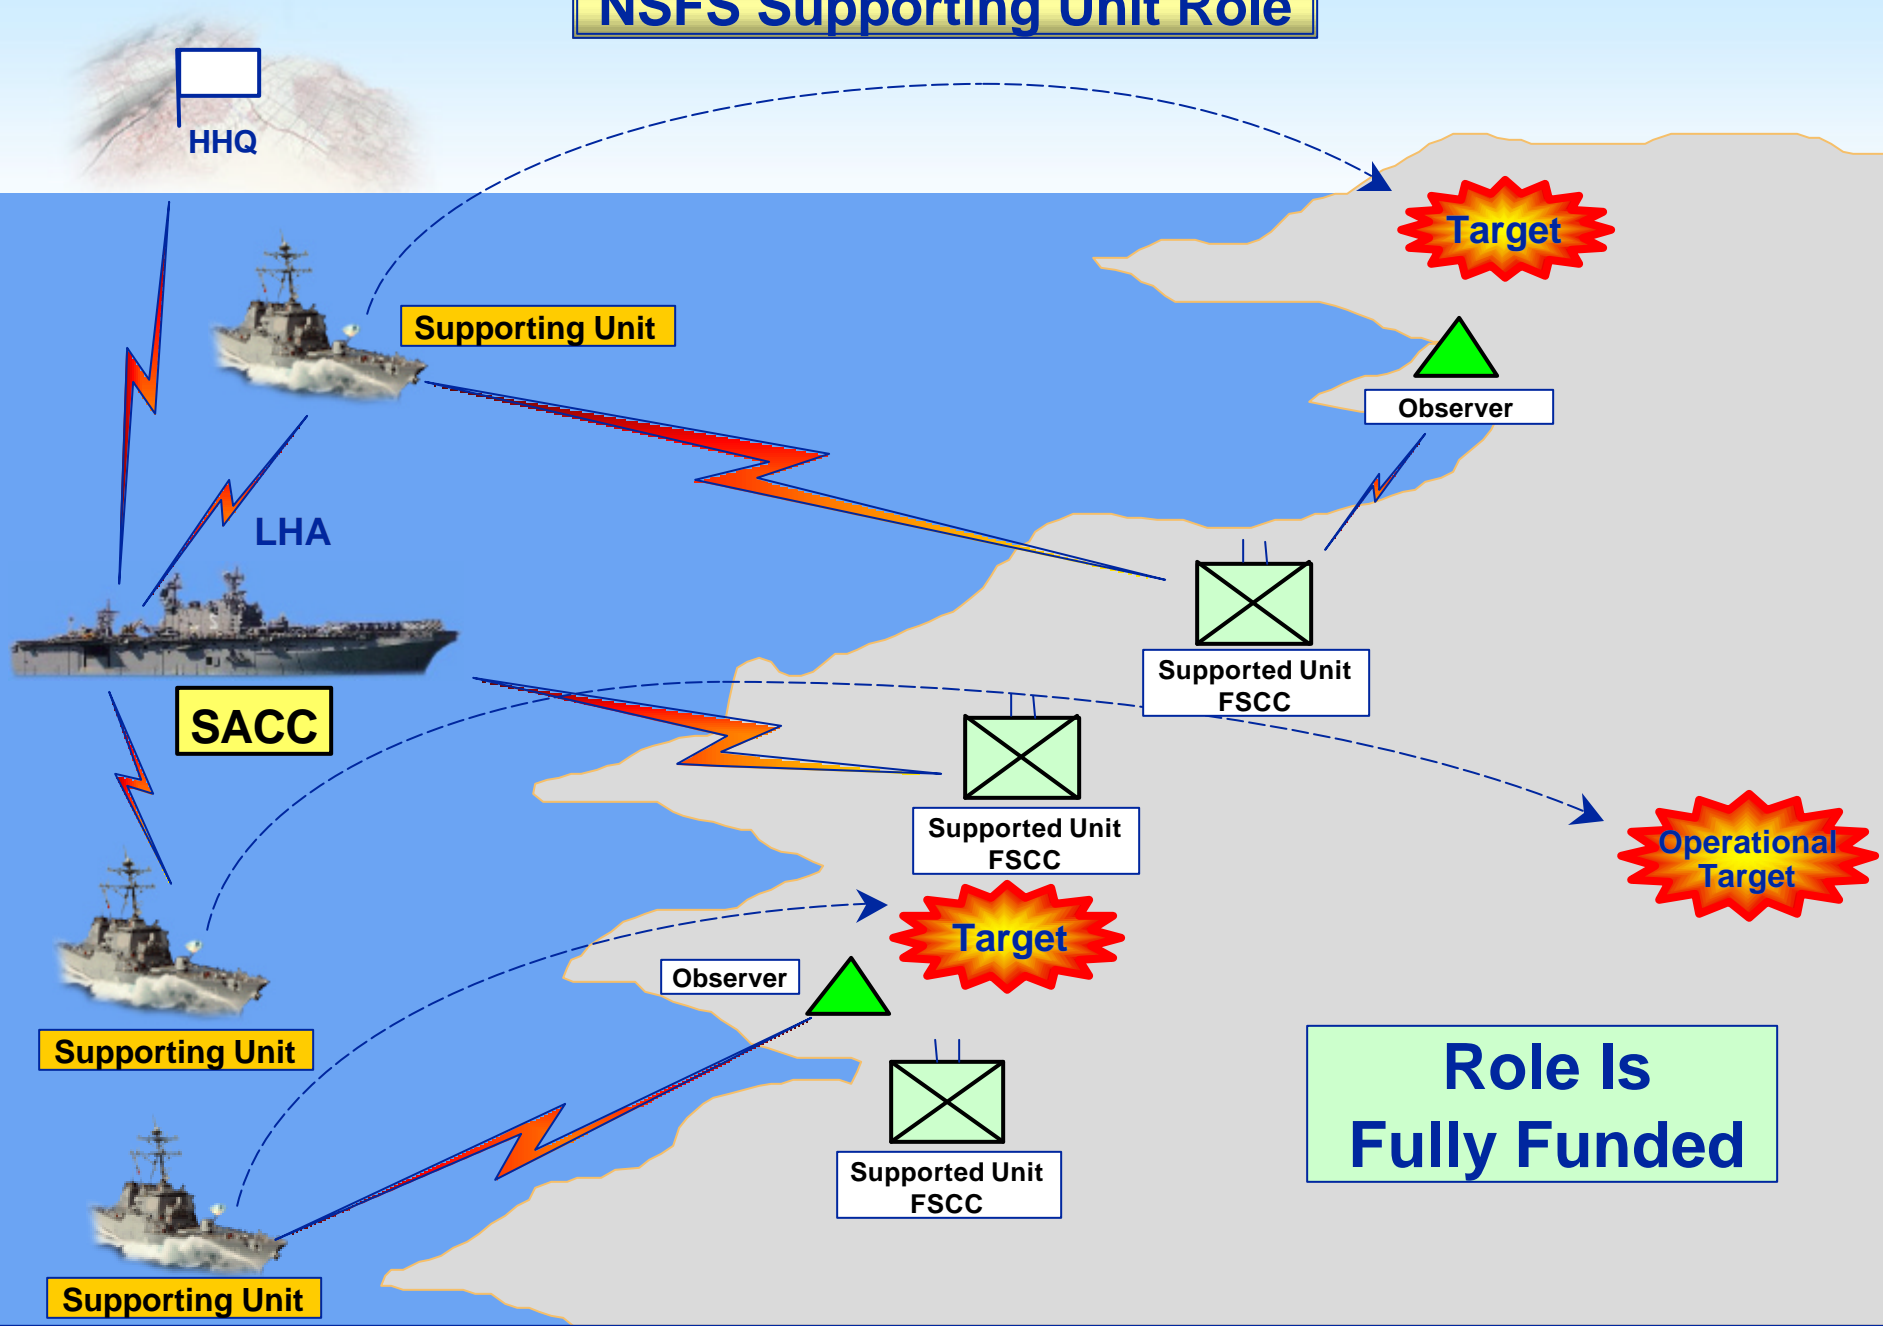 NSFS Supporting Unit Role
HHQ
Target
Supporting Unit
Observer
LHA
Supported Unit
FSCC
SACC
Supported Unit
FSCC
Operational
Target
Target
Observer
Supporting Unit
Role Is
Fully Funded
Supported Unit
FSCC
Supporting Unit